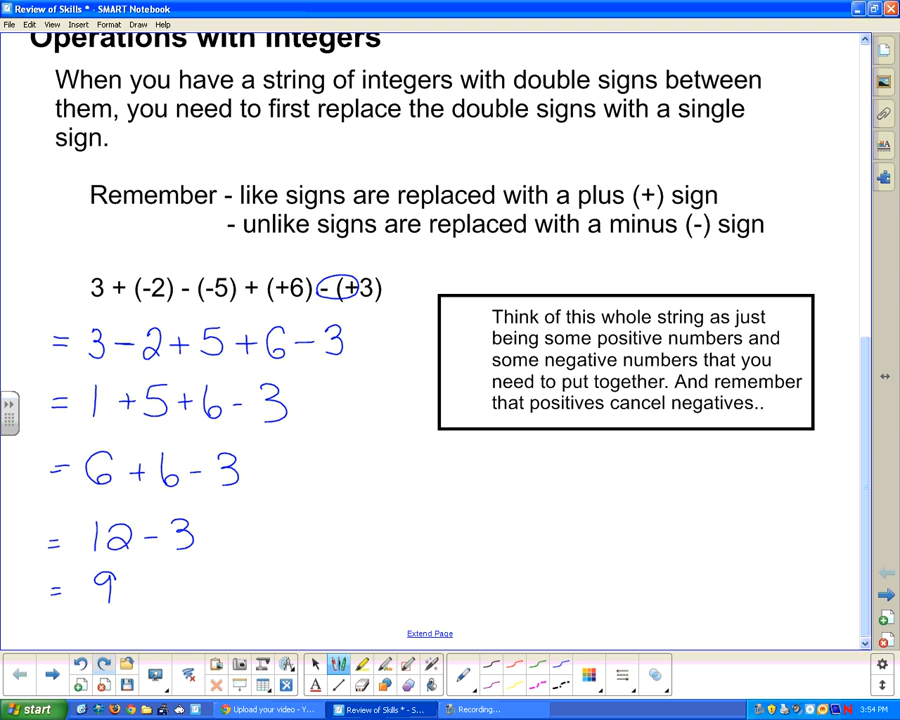 Review of Skills * - SMART Notebook
File Edit View Insert Format Draw Help
Operations with Integers
When you have a string of integers with double signs between
them, you need to first replace the double signs with a single
sign.
Remember - like signs are replaced with a plus (+) sign
- unlike signs are replaced with a minus (-) sign
3 + (-2) - (-5) + (+6) - (+3)
= 3 - 2 + 5 + 6 - 3
= 1 + 5 + 6 - 3
= 6 + 6 - 3
= 12 - 3
= 9
Think of this whole string as just
being some positive numbers and
some negative numbers that you
need to put together. And remember
that positives cancel negatives..
Extend Page
start Upload your video - Y... Review of Skills * - S... Recording... 3:54 PM